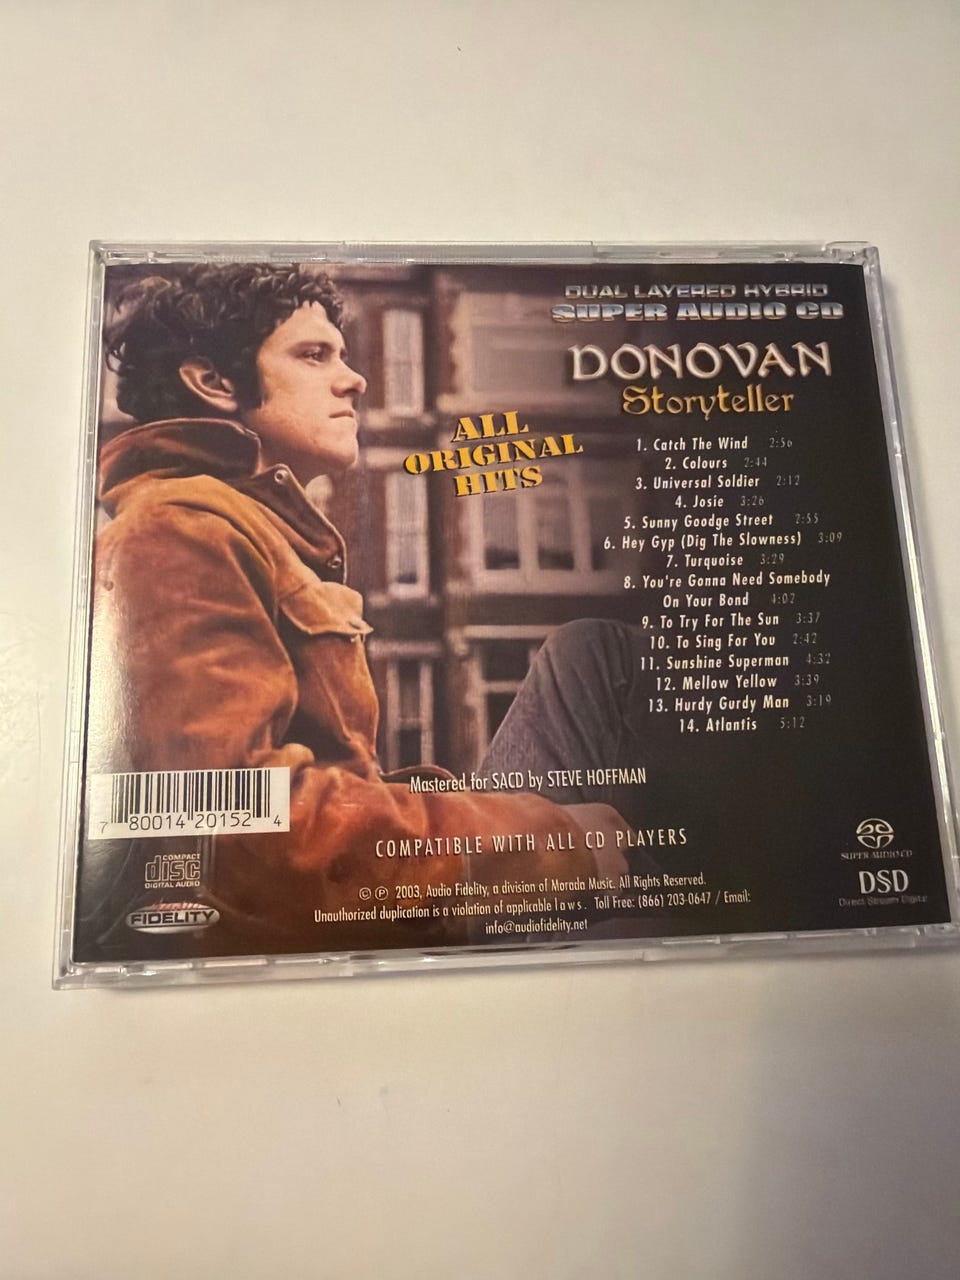 DUAL LAYERED HYBRID
SUPER AUDIO CD
DONOVAN
Storyteller
ALL
ORIGINAL
HITS
1. Catch The Wind 2:56
2. Colours 2:44
3. Universal Soldier 2:12
4. Josie 3:26
5. Sunny Goodge Street 2:55
6. Hey Gyp (Dig The Slowness) 3:09
7. Turquoise 3:29
8. You're Gonna Need Somebody
On Your Bond 4:02
9. To Try For The Sun 3:37
10. To Sing For You 2:42
11. Sunshine Superman 4:32
12. Mellow Yellow 3:39
13. Hurdy Gurdy Man 3:19
14. Atlantis 5:12
Mastered for SACD by STEVE HOFFMAN
7 80014 20152 4
COMPATIBLE WITH ALL CD PLAYERS
COMPACT
disc
DIGITAL AUDIO
SUPER AUDIO CD
DSD
Direct Stream Digital
FIDELITY
© ℗ 2003, Audio Fidelity, a division of Morada Music. All Rights Reserved.
Unauthorized duplication is a violation of applicable laws. Toll Free: (866) 203-0647 / Email:
info@audiofidelity.net